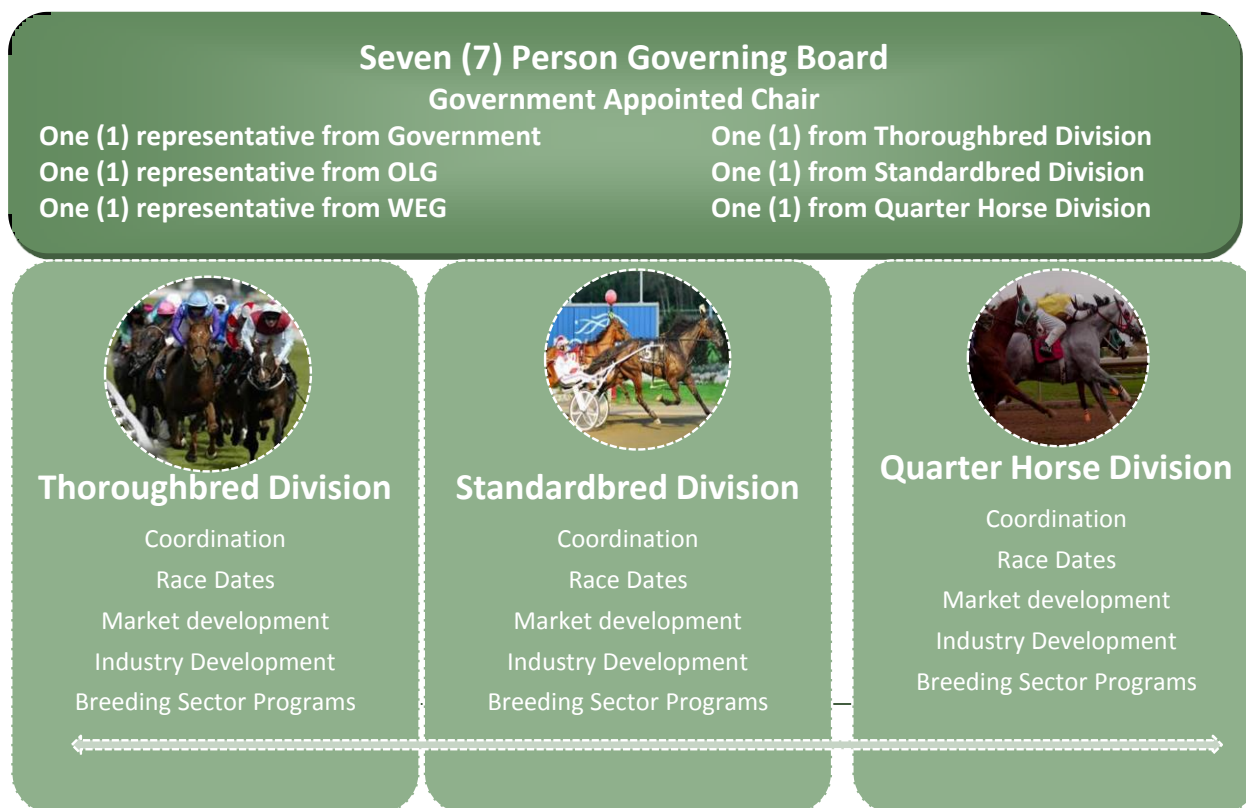 Seven (7) Person Governing Board
Government Appointed Chair
One (1) representative from Government
One (1) representative from OLG
One (1) representative from WEG
One (1) from Thoroughbred Division
One (1) from Standardbred Division
One (1) from Quarter Horse Division
Thoroughbred Division
Coordination
Race Dates
Market development
Industry Development
Breeding Sector Programs
Standardbred Division
Coordination
Race Dates
Market development
Industry Development
Breeding Sector Programs
Quarter Horse Division
Coordination
Race Dates
Market development
Industry Development
Breeding Sector Programs